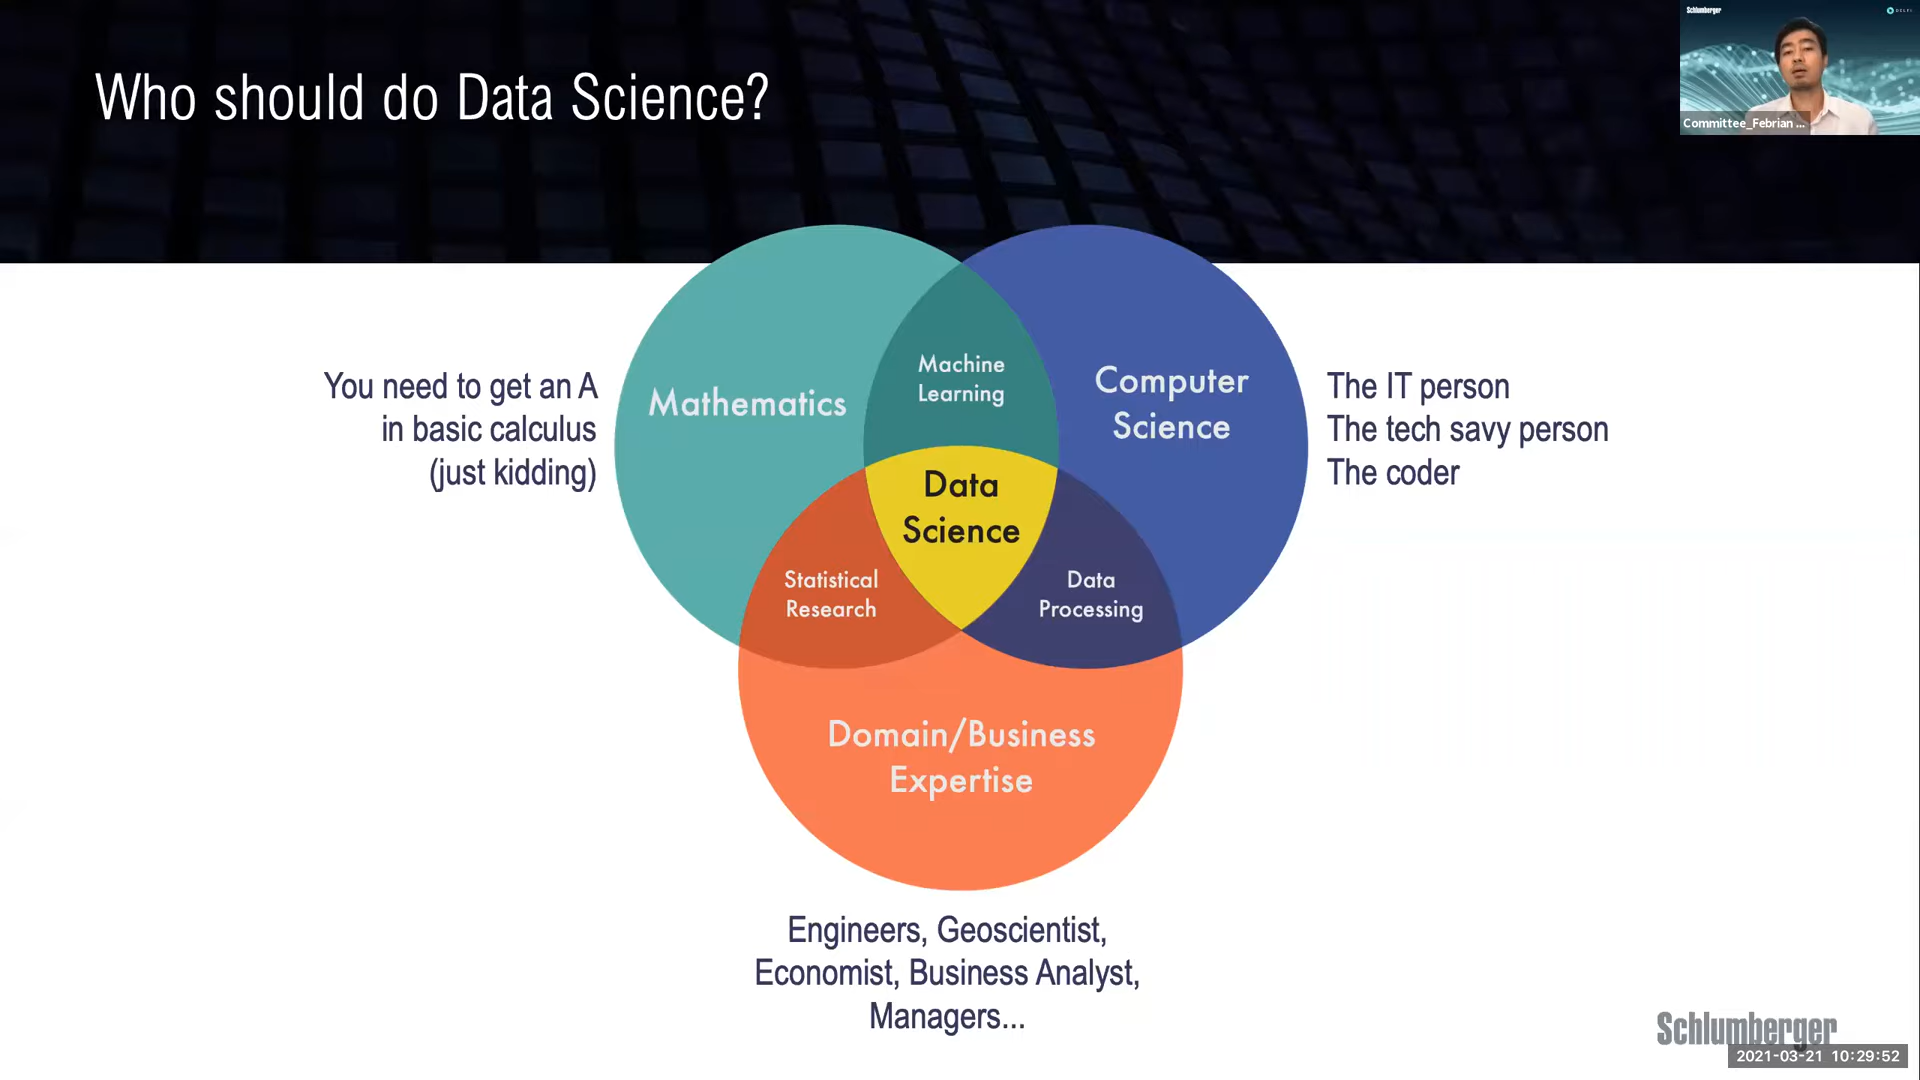 Who should do Data Science?
Schlumberger
DELFI
Committee_Febrian ...
You need to get an A
in basic calculus
(just kidding)
Mathematics
Machine
Learning
Computer
Science
The IT person
The tech savy person
The coder
Data
Science
Statistical
Research
Data
Processing
Domain/Business
Expertise
Engineers, Geoscientist,
Economist, Business Analyst,
Managers...
Schlumberger
2021-03-21 10:29:52